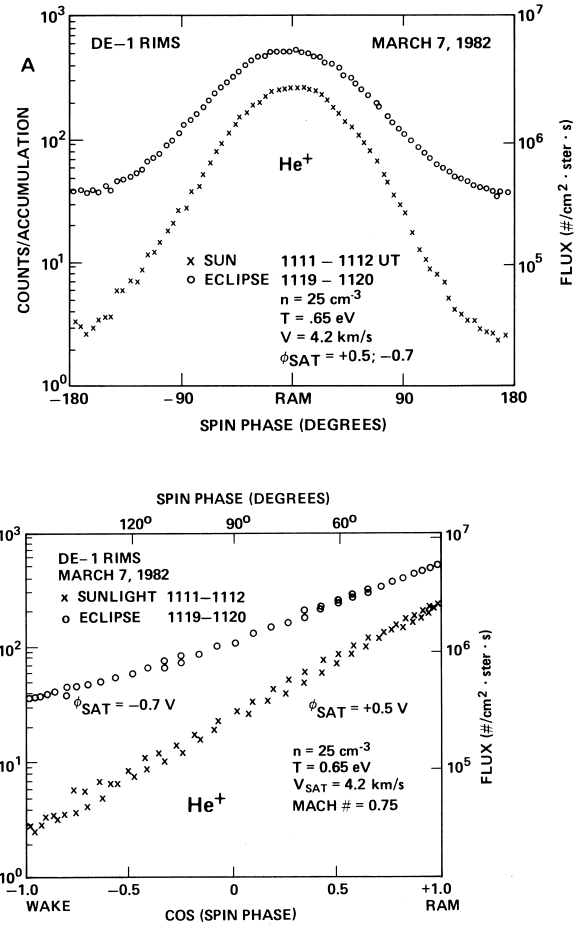 A
DE-1 RIMS
MARCH 7, 1982
10³
10²
10¹
10⁰
COUNTS/ACCUMULATION
10⁷
10⁶
10⁵
FLUX (#/cm² · ster · s)
He⁺
x SUN 1111 – 1112 UT
o ECLIPSE 1119 – 1120
n = 25 cm⁻³
T = .65 eV
V = 4.2 km/s
ϕSAT = +0.5; −0.7
−180 −90 RAM 90 180
SPIN PHASE (DEGREES)
SPIN PHASE (DEGREES)
120⁰ 90⁰ 60⁰
10³
10²
10¹
10⁰
DE–1 RIMS
MARCH 7, 1982
x SUNLIGHT 1111–1112
o ECLIPSE 1119–1120
ϕSAT = −0.7 V
ϕSAT = +0.5 V
n = 25 cm⁻³
T = 0.65 eV
VSAT = 4.2 km/s
MACH # = 0.75
He⁺
10⁷
10⁶
10⁵
FLUX (#/cm² · ster · s)
−1.0 −0.5 0 0.5 +1.0
WAKE RAM
COS (SPIN PHASE)